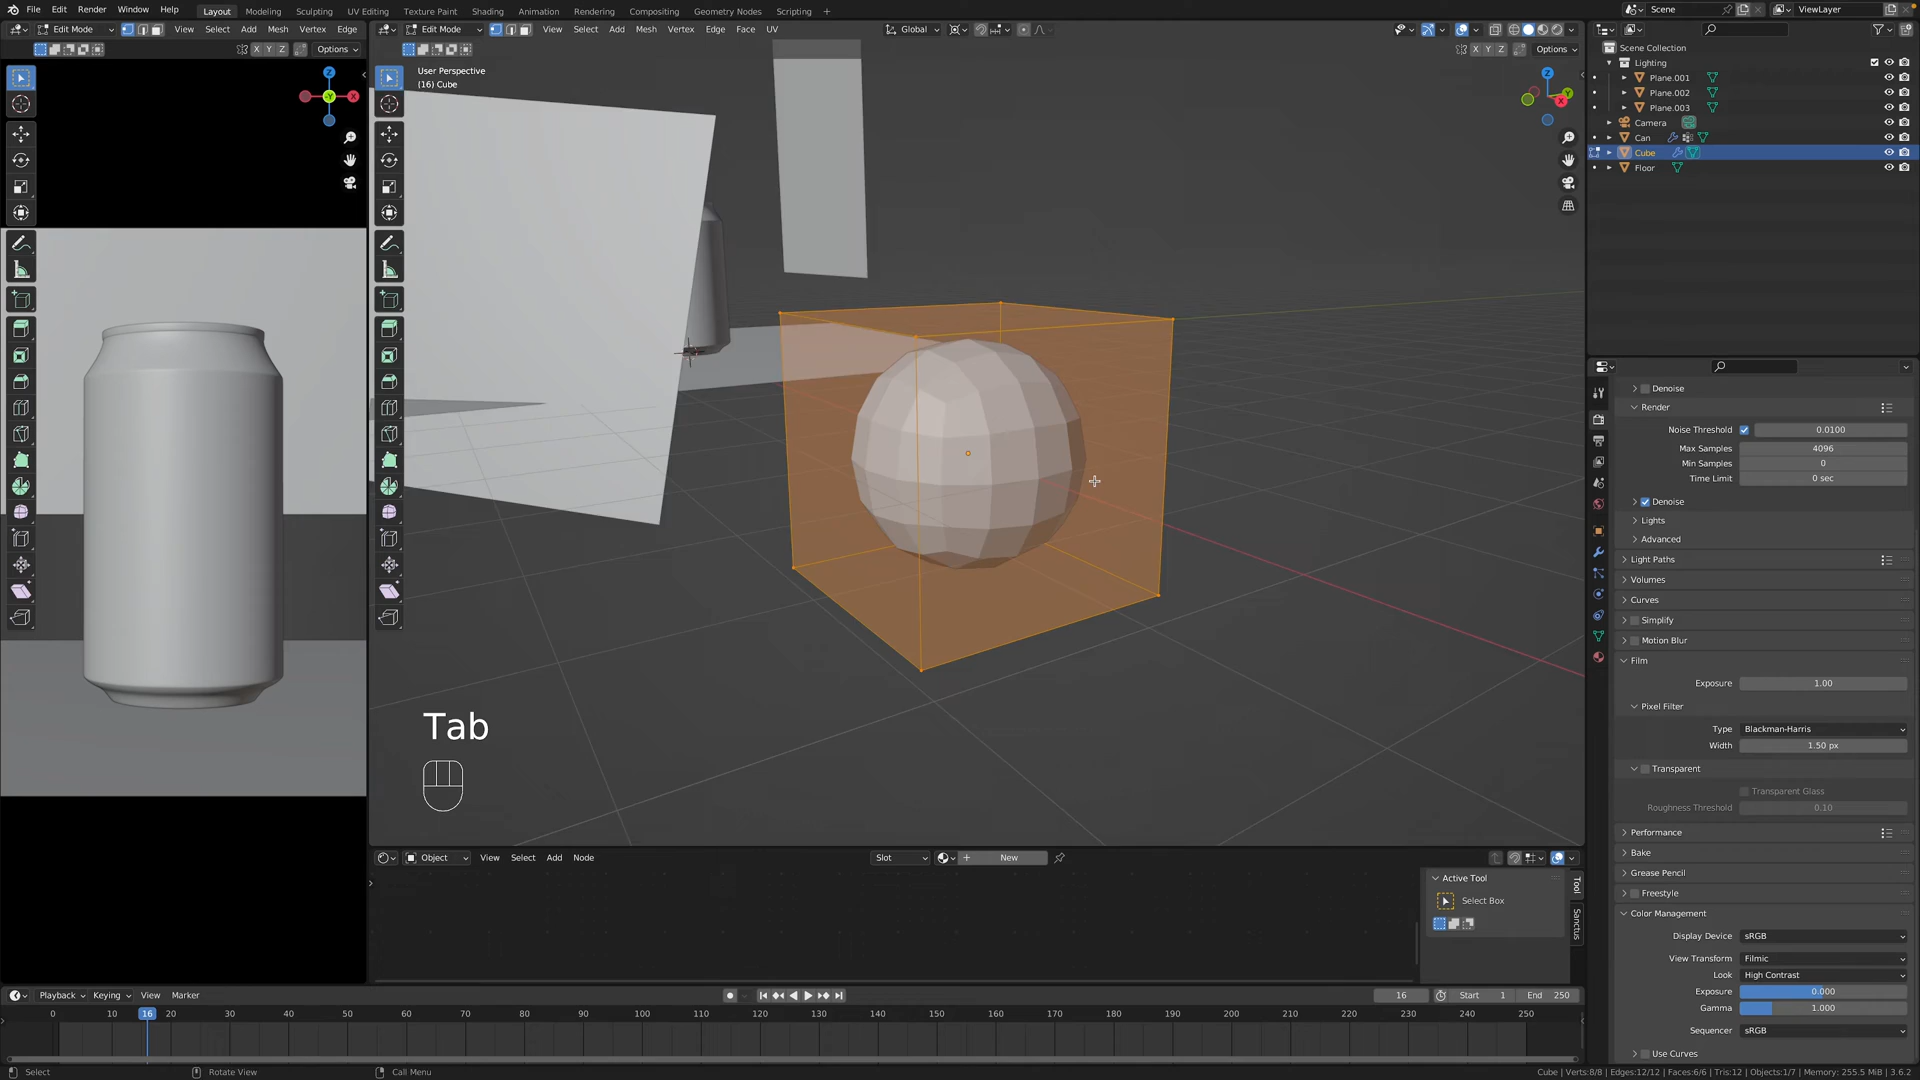 File Edit Render Window Help
Layout Modeling Sculpting UV Editing Texture Paint Shading Animation Rendering Compositing Geometry Nodes Scripting +
Scene ViewLayer
Edit Mode View Select Add Mesh Vertex Edge
Edit Mode View Select Add Mesh Vertex Edge Face UV Global
X Y Z Options
X Y Z Options
Z
X
-Y
Z
Y
X
User Perspective
(16) Cube
Tab
Scene Collection
Lighting
Plane.001
Plane.002
Plane.003
Camera
Can
Cube
Floor
Denoise
Render
Noise Threshold 0.0100
Max Samples 4096
Min Samples 0
Time Limit 0 sec
Denoise
Lights
Advanced
Light Paths
Volumes
Curves
Simplify
Motion Blur
Film
Exposure 1.00
Pixel Filter
Type Blackman-Harris
Width 1.50 px
Transparent
Transparent Glass
Roughness Threshold 0.10
Performance
Bake
Grease Pencil
Freestyle
Color Management
Display Device sRGB
View Transform Filmic
Look High Contrast
Exposure 0.000
Gamma 1.000
Sequencer sRGB
Use Curves
Object View Select Add Node Slot New
Active Tool
Select Box
Tool
Sanctus
Playback Keying View Marker 16 Start 1 End 250
0 10 16 20 30 40 50 60 70 80 90 100 110 120 130 140 150 160 170 180 190 200 210 220 230 240 250
Select Rotate View Call Menu
Cube | Verts:8/8 | Edges:12/12 | Faces:6/6 | Tris:12 | Objects:1/7 | Memory: 255.5 MiB | 3.6.2